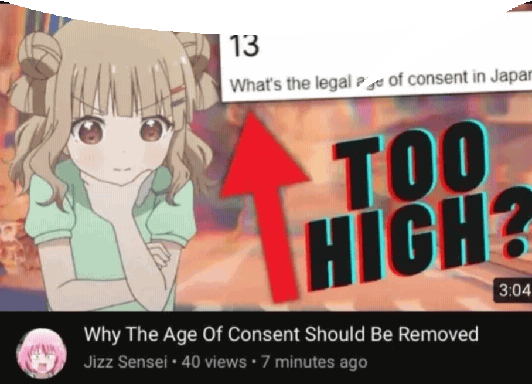 13
What's the legal age of consent in Japan
TOO
HIGH?
3:04
Why The Age Of Consent Should Be Removed
Jizz Sensei • 40 views • 7 minutes ago